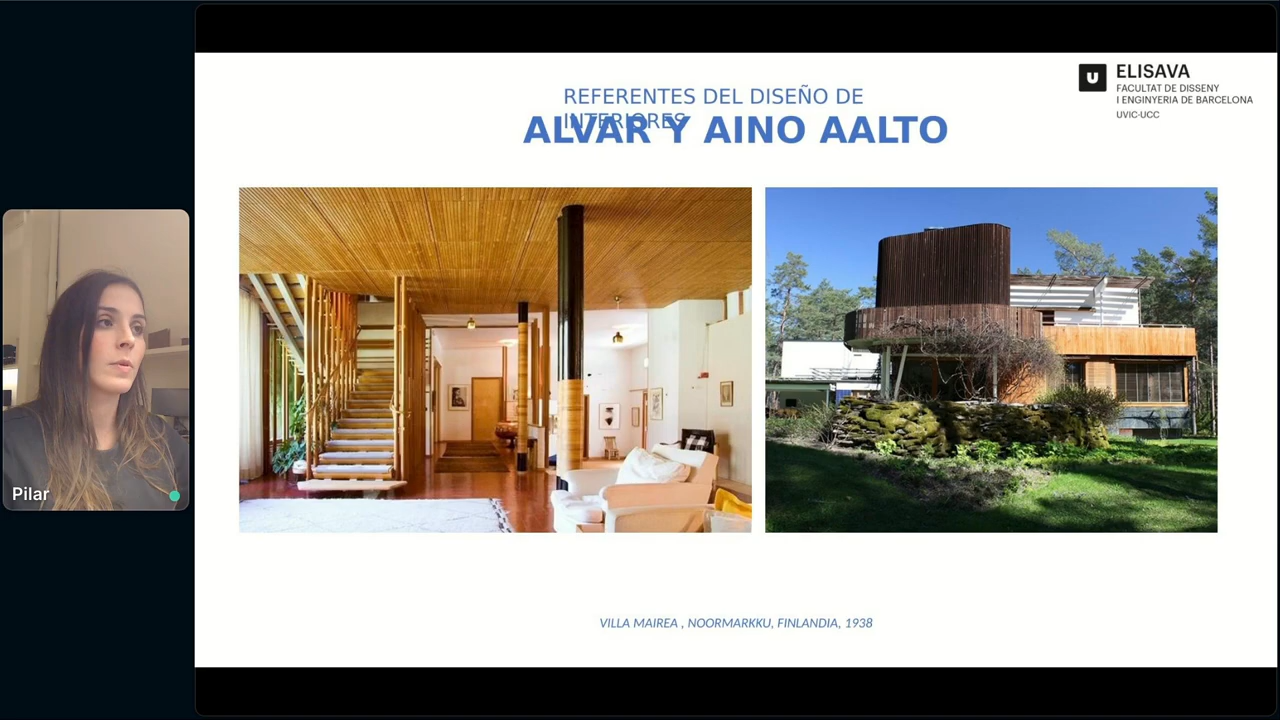 REFERENTES DEL DISEÑO DE
INTERIORES
ALVAR Y AINO AALTO
U ELISAVA
FACULTAT DE DISSENY
I ENGINYERIA DE BARCELONA
UVIC·UCC
Pilar
VILLA MAIREA , NOORMARKKU, FINLANDIA, 1938